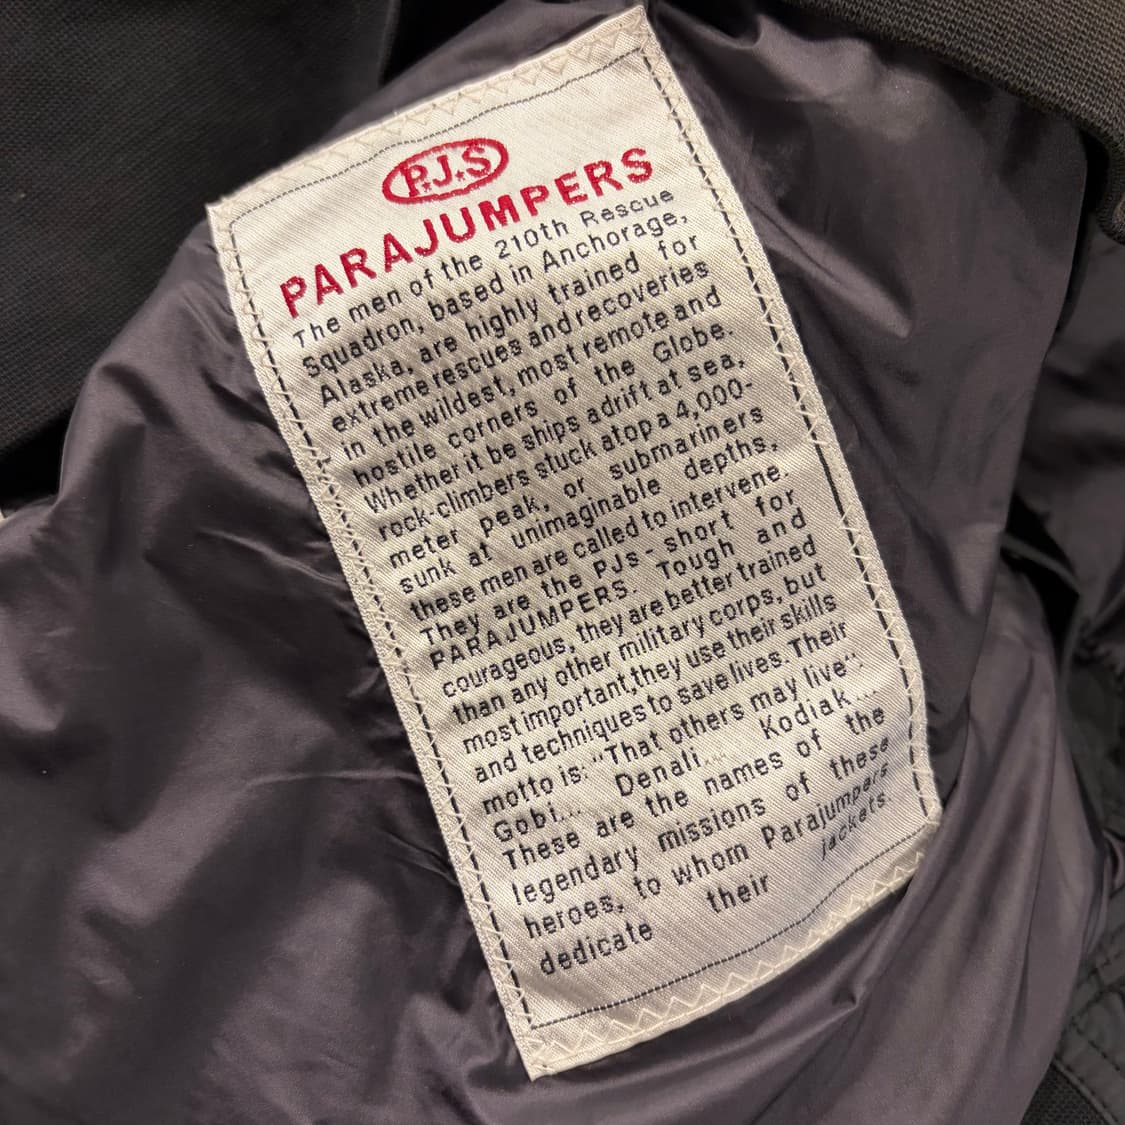 P.J.S
PARAJUMPERS
The men of the 210th Rescue
Squadron, based in Anchorage,
Alaska, are highly trained for
extreme rescues and recoveries
in the wildest, most remote and
hostile corners of the Globe.
Whether it be ships adrift at sea,
rock-climbers stuck atop a 4,000-
meter peak, or submariners
sunk at unimaginable depths,
these men are called to intervene.
They are the PJs - short for
PARAJUMPERS. Tough and
courageous, they are better trained
than any other military corps, but
most important, they use their skills
and techniques to save lives. Their
motto is: "That others may live".
Gobi... Denali... Kodiak....
These are the names of the
legendary missions of these
heroes, to whom Parajumpers
dedicate their jackets.